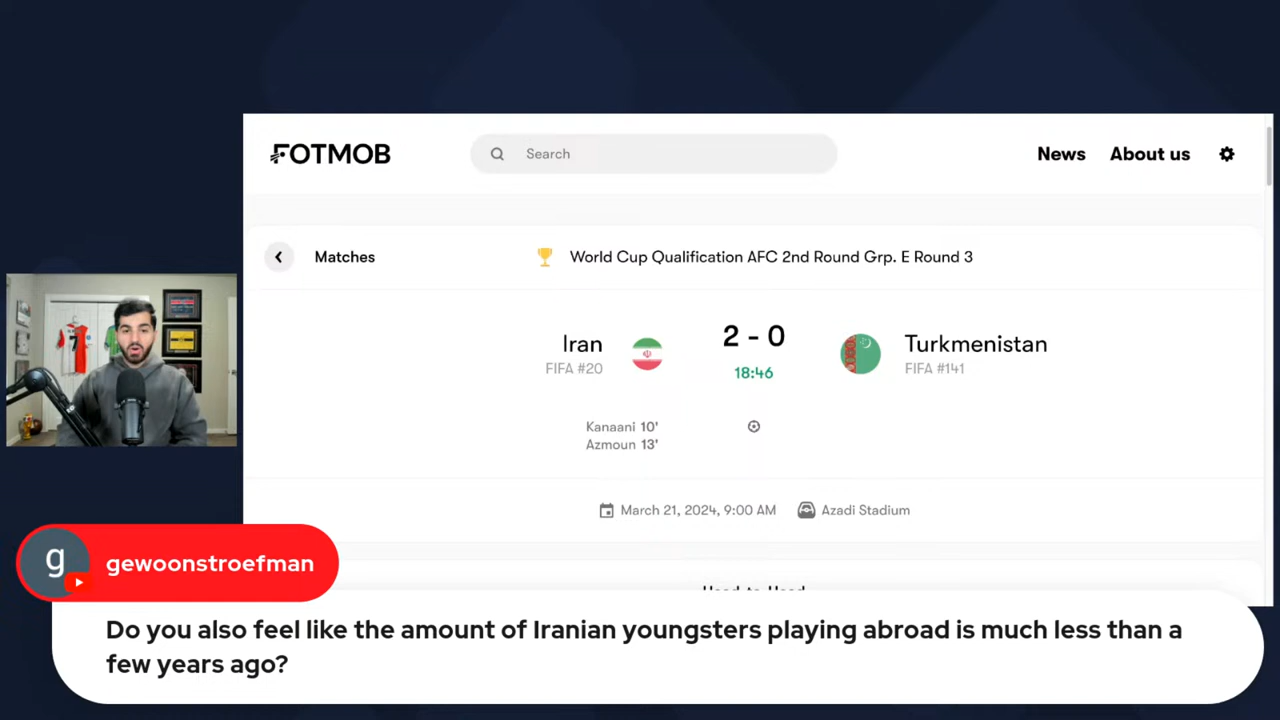 FOTMOB
Search
News
About us
Matches
World Cup Qualification AFC 2nd Round Grp. E Round 3
Iran
FIFA #20
2 - 0
18:46
Turkmenistan
FIFA #141
Kanaani 10'
Azmoun 13'
March 21, 2024, 9:00 AM
Azadi Stadium
g
gewoonstroefman
Do you also feel like the amount of Iranian youngsters playing abroad is much less than a
few years ago?